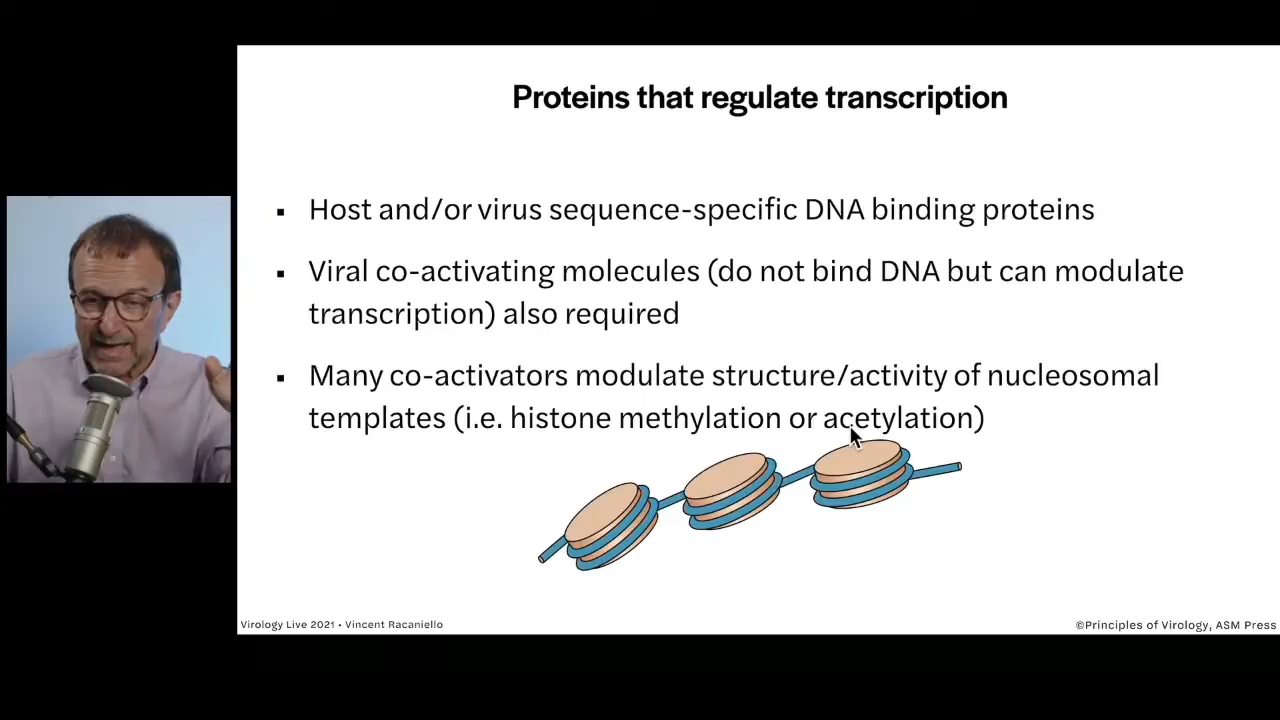 Proteins that regulate transcription
▪ Host and/or virus sequence-specific DNA binding proteins
▪ Viral co-activating molecules (do not bind DNA but can modulate
transcription) also required
▪ Many co-activators modulate structure/activity of nucleosomal
templates (i.e. histone methylation or acetylation)
Virology Live 2021 • Vincent Racaniello
©Principles of Virology, ASM Press